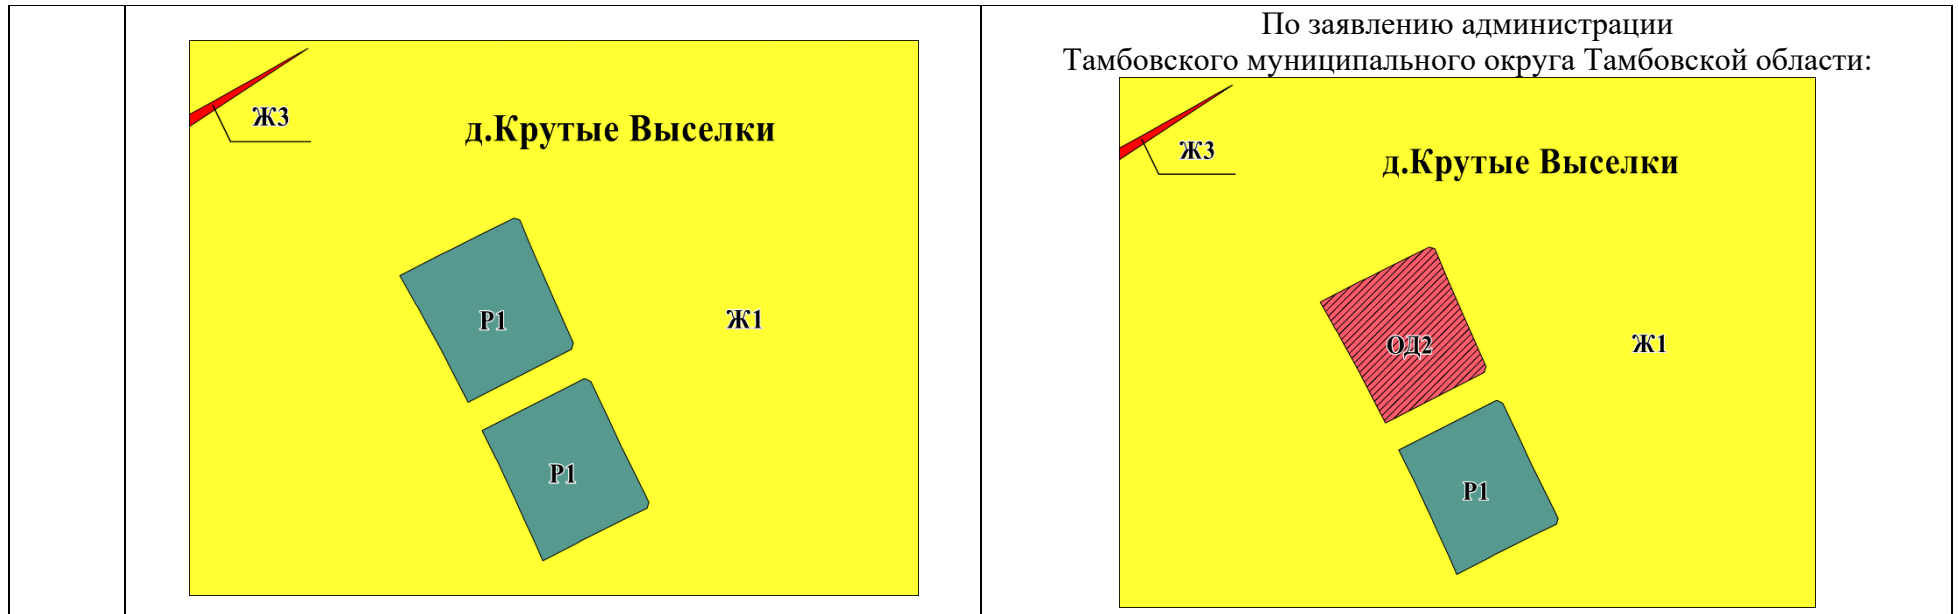 Ж3
д.Крутые Выселки
Р1
Ж1
Р1
По заявлению администрации
Тамбовского муниципального округа Тамбовской области:
Ж3
д.Крутые Выселки
ОД2
Ж1
Р1